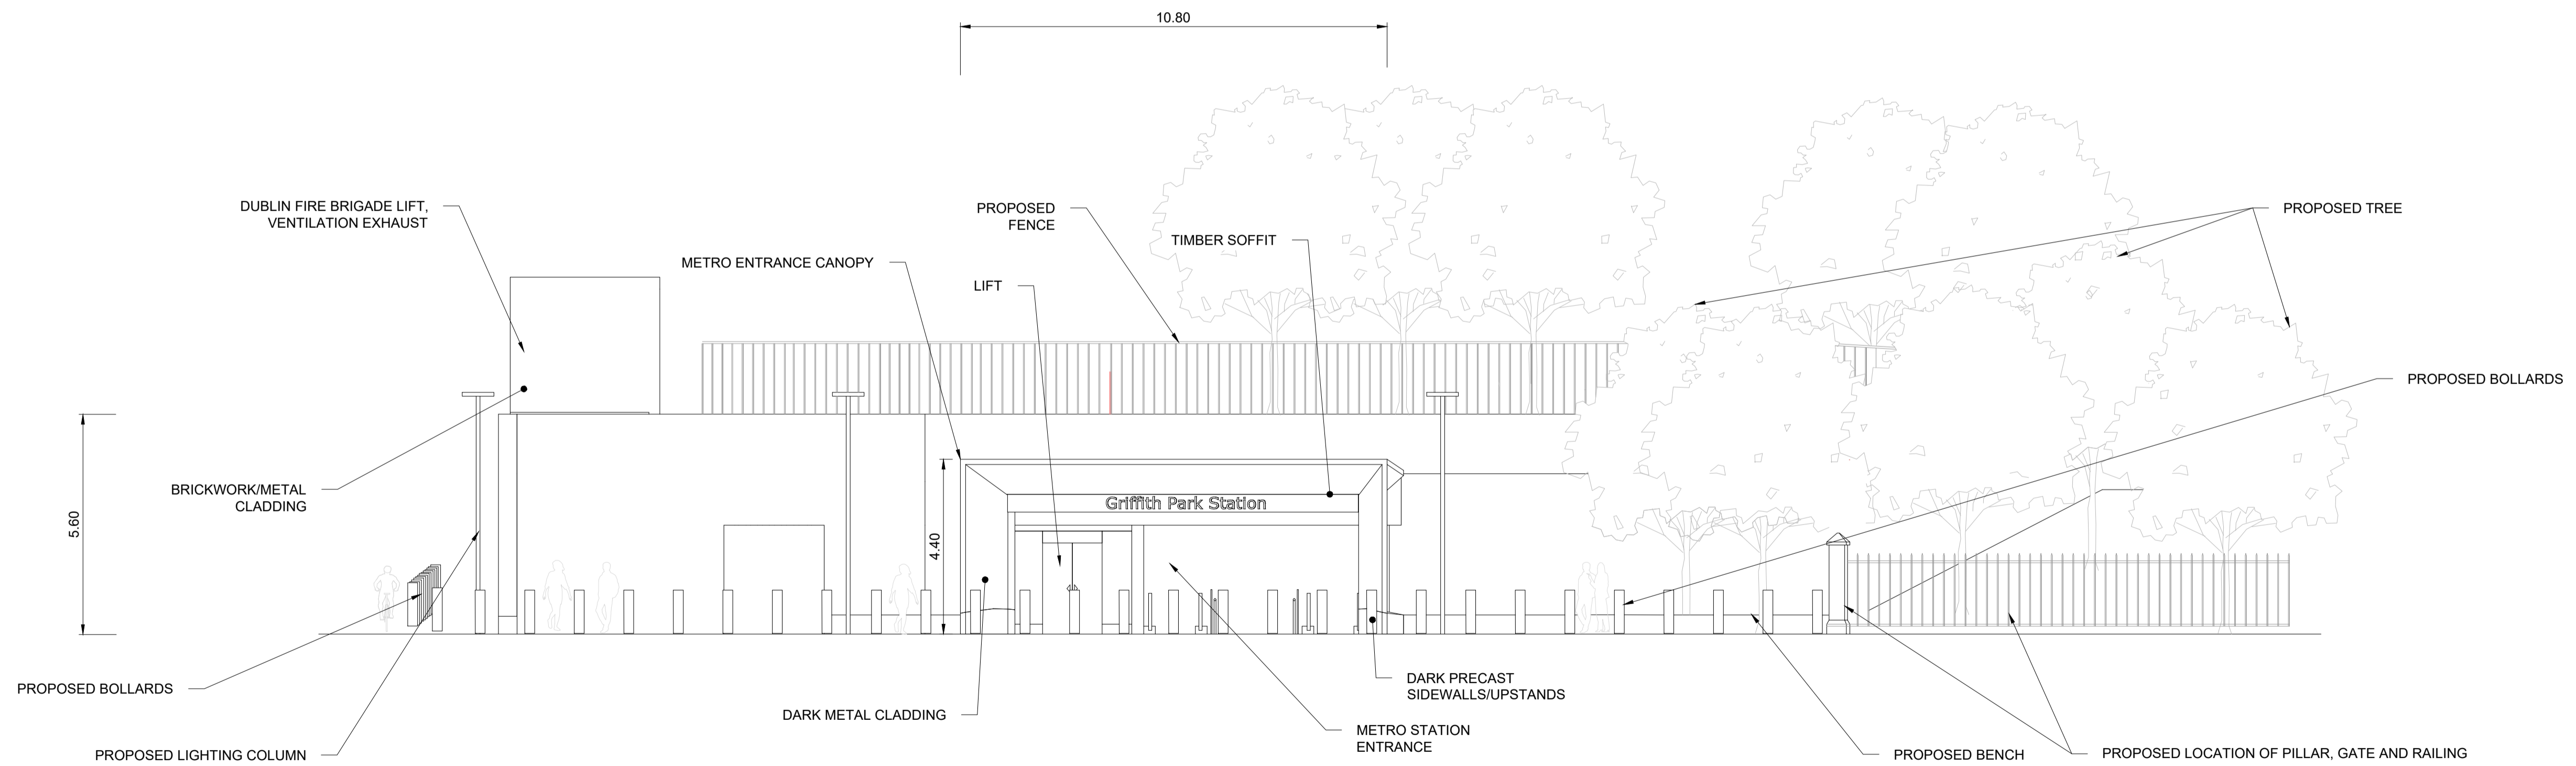 10.80
DUBLIN FIRE BRIGADE LIFT,
VENTILATION EXHAUST
PROPOSED
FENCE
PROPOSED TREE
TIMBER SOFFIT
METRO ENTRANCE CANOPY
LIFT
PROPOSED BOLLARDS
BRICKWORK/METAL
CLADDING
Griffith Park Station
5.60
4.40
PROPOSED BOLLARDS
DARK PRECAST
SIDEWALLS/UPSTANDS
DARK METAL CLADDING
METRO STATION
ENTRANCE
PROPOSED LIGHTING COLUMN
PROPOSED BENCH
PROPOSED LOCATION OF PILLAR, GATE AND RAILING